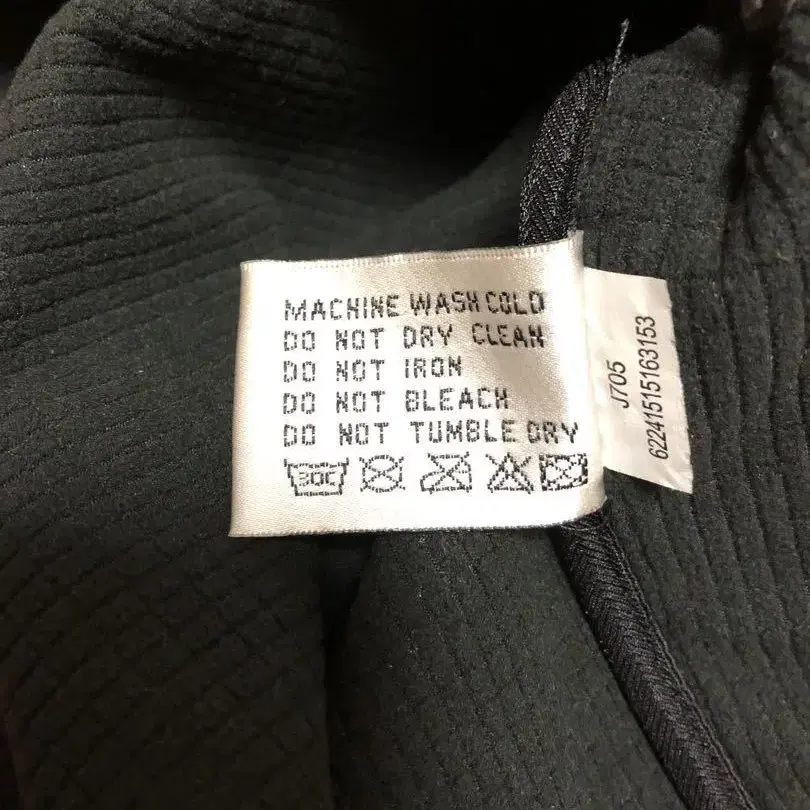 MACHINE WASH COLD
DO NOT DRY CLEAN
DO NOT IRON
DO NOT BLEACH
DO NOT TUMBLE DRY
30C
J705
62241515163153